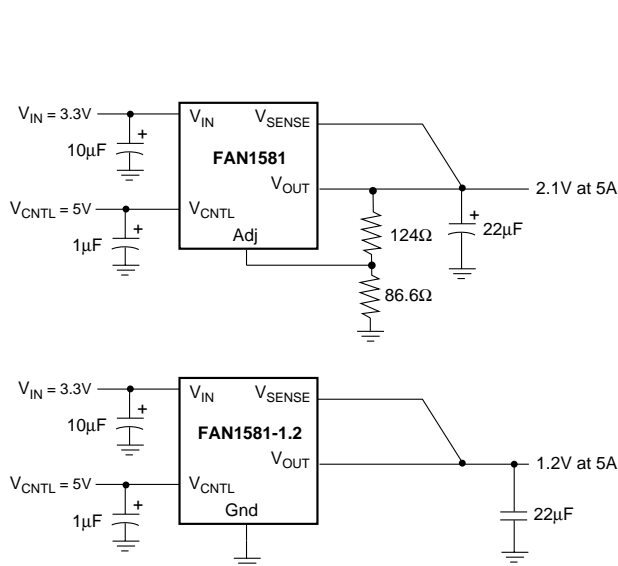 V_IN = 3.3V
V_IN
V_SENSE
10μF
+
FAN1581
V_OUT
2.1V at 5A
V_CNTL = 5V
V_CNTL
+
1μF
Adj
124Ω
+
22μF
86.6Ω
V_IN = 3.3V
V_IN
V_SENSE
10μF
+
FAN1581-1.2
V_OUT
1.2V at 5A
V_CNTL = 5V
V_CNTL
+
1μF
Gnd
22μF